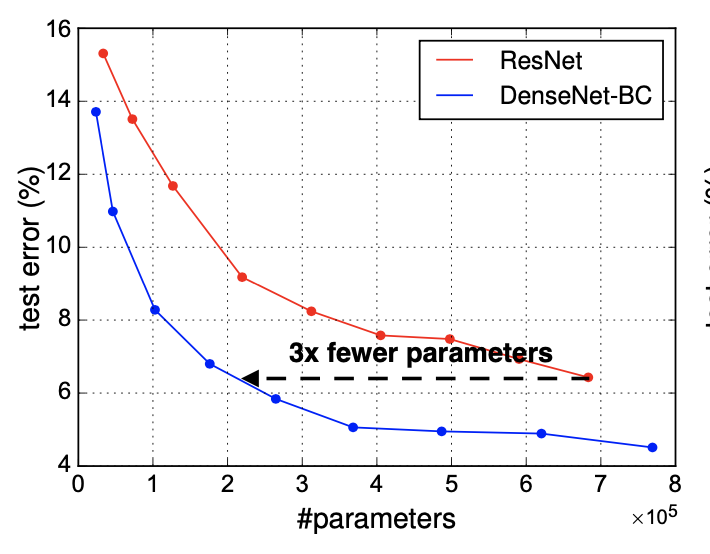 16
14
12
10
8
6
4
test error (%)
ResNet
DenseNet-BC
3x fewer parameters
0 1 2 3 4 5 6 7 8
#parameters
×10⁵